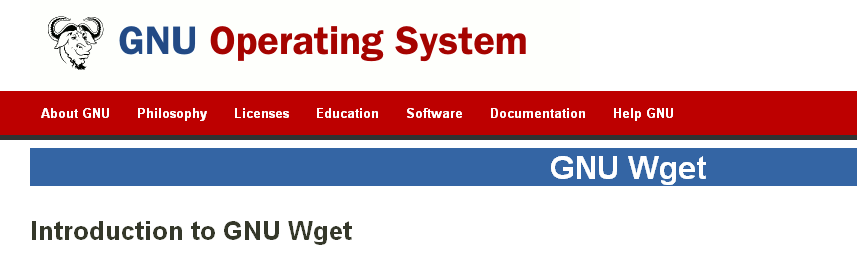 GNU Operating System
About GNU Philosophy Licenses Education Software Documentation Help GNU
GNU Wget
Introduction to GNU Wget